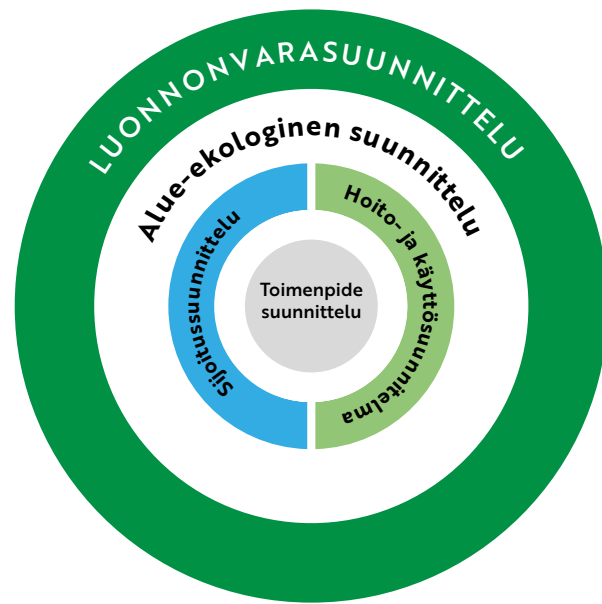 LUONNONVARASUUNNITTELU
Alue-ekologinen suunnittelu
Sijoitussuunnittelu
Hoito- ja käyttösuunnitelma
Toimenpide
suunnittelu